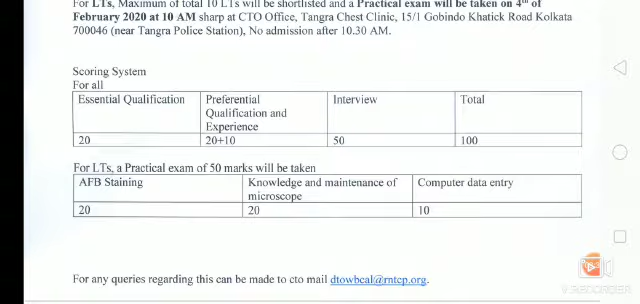 For LTs, Maximum of total 10 LTs will be shortlisted and a Practical exam will be taken on 4th of
February 2020 at 10 AM sharp at CTO Office, Tangra Chest Clinic, 15/1 Gobindo Khatick Road Kolkata
700046 (near Tangra Police Station), No admission after 10.30 AM.
Scoring System
For all
Essential Qualification Preferential Qualification and Experience Interview Total
20 20+10 50 100
For LTs, a Practical exam of 50 marks will be taken
AFB Staining Knowledge and maintenance of microscope Computer data entry
20 20 10
For any queries regarding this can be made to cto mail dtowbcal@rntcp.org.
V RECORDER